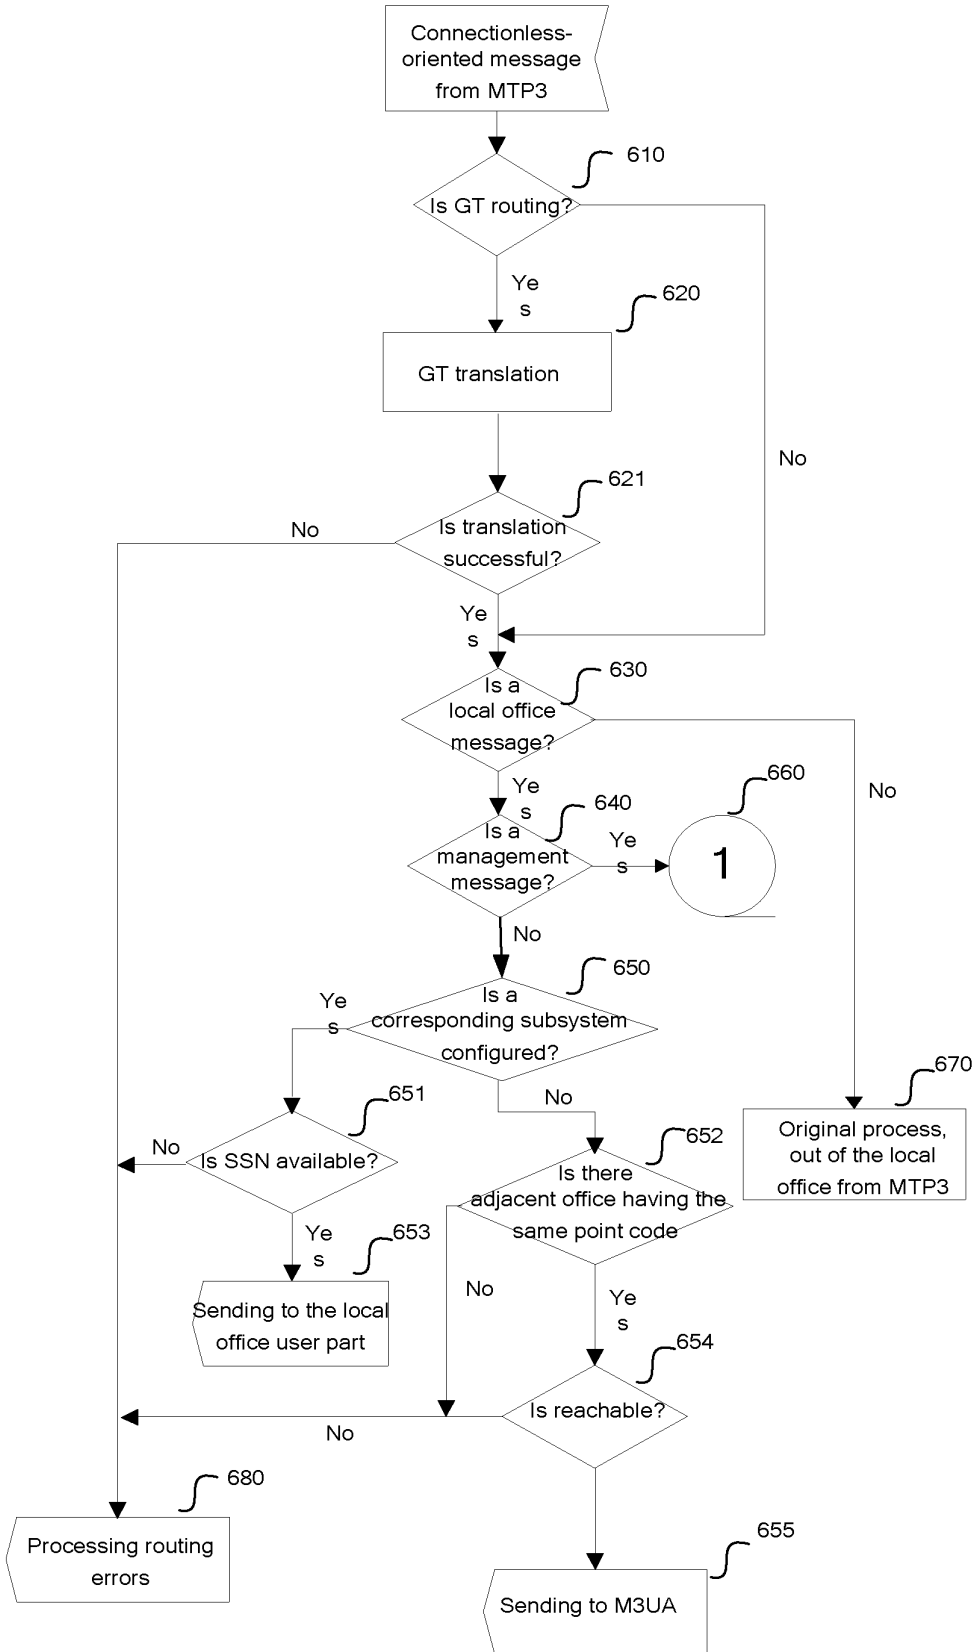 Connectionless-
oriented message
from MTP3
610
Is GT routing?
Ye
s
620
GT translation
No
621
Is translation
successful?
No
Ye
s
630
Is a
local office
message?
Ye
s
No
640
Is a
management
message?
Ye
s
660
1
No
650
Is a
corresponding subsystem
configured?
Ye
s
No
651
Is SSN available?
No
652
Is there
adjacent office having the
same point code
670
Original process,
out of the local
office from MTP3
Ye
s
653
Sending to the local
office user part
No
Ye
s
654
Is reachable?
No
680
Processing routing
errors
655
Sending to M3UA